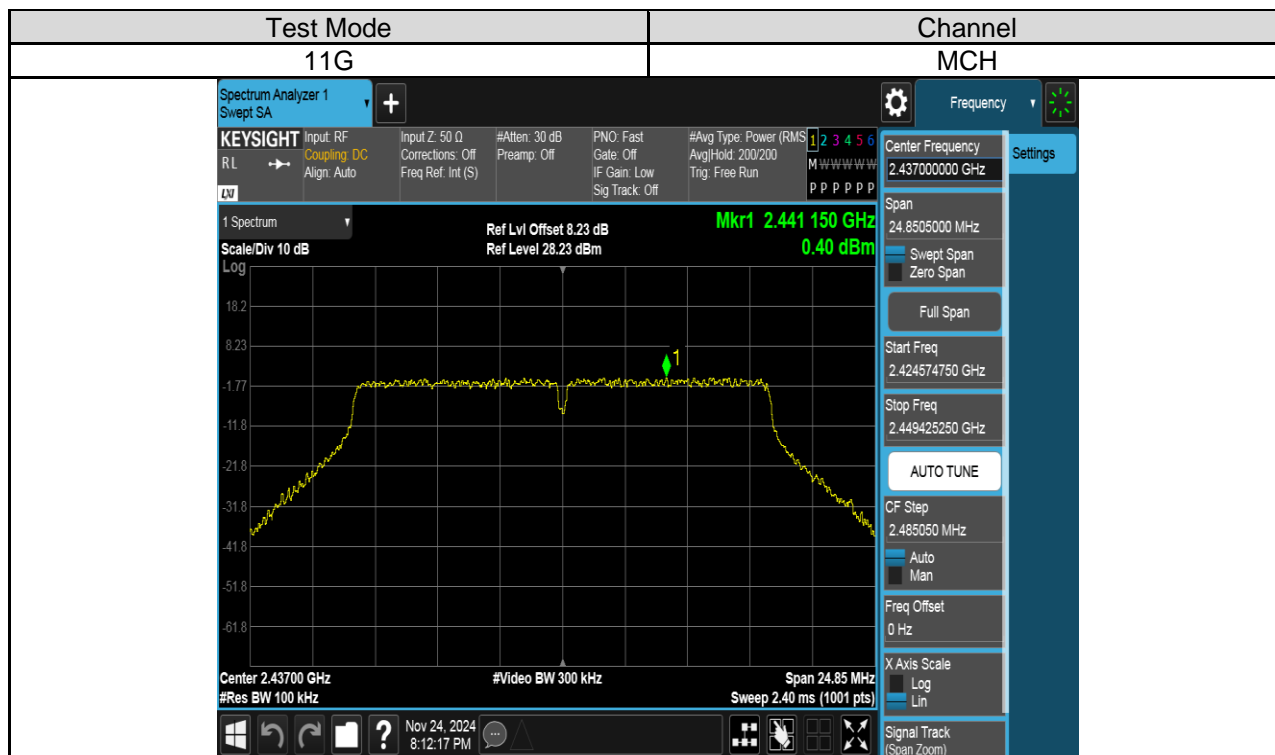 Test Mode Channel
11G MCH
Spectrum Analyzer 1
Swept SA
+
Frequency
KEYSIGHT Input: RF Input Z: 50 Ω #Atten: 30 dB PNO: Fast #Avg Type: Power (RMS 1 2 3 4 5 6
R L Coupling: DC Corrections: Off Preamp: Off Gate: Off Avg|Hold: 200/200 M W W W W W
Align: Auto Freq Ref: Int (S) IF Gain: Low Trig: Free Run
LXI Sig Track: Off P P P P P P
1 Spectrum
Scale/Div 10 dB
Ref Lvl Offset 8.23 dB
Ref Level 28.23 dBm
Mkr1 2.441 150 GHz
0.40 dBm
Log
18.2
8.23
-1.77
-11.8
-21.8
-31.8
-41.8
-51.8
-61.8
1
Center 2.43700 GHz #Video BW 300 kHz Span 24.85 MHz
#Res BW 100 kHz Sweep 2.40 ms (1001 pts)
Center Frequency
2.437000000 GHz
Settings
Span
24.8505000 MHz
Swept Span
Zero Span
Full Span
Start Freq
2.424574750 GHz
Stop Freq
2.449425250 GHz
AUTO TUNE
CF Step
2.485050 MHz
Auto
Man
Freq Offset
0 Hz
X Axis Scale
Log
Lin
Signal Track
(Span Zoom)
?
Nov 24, 2024
8:12:17 PM